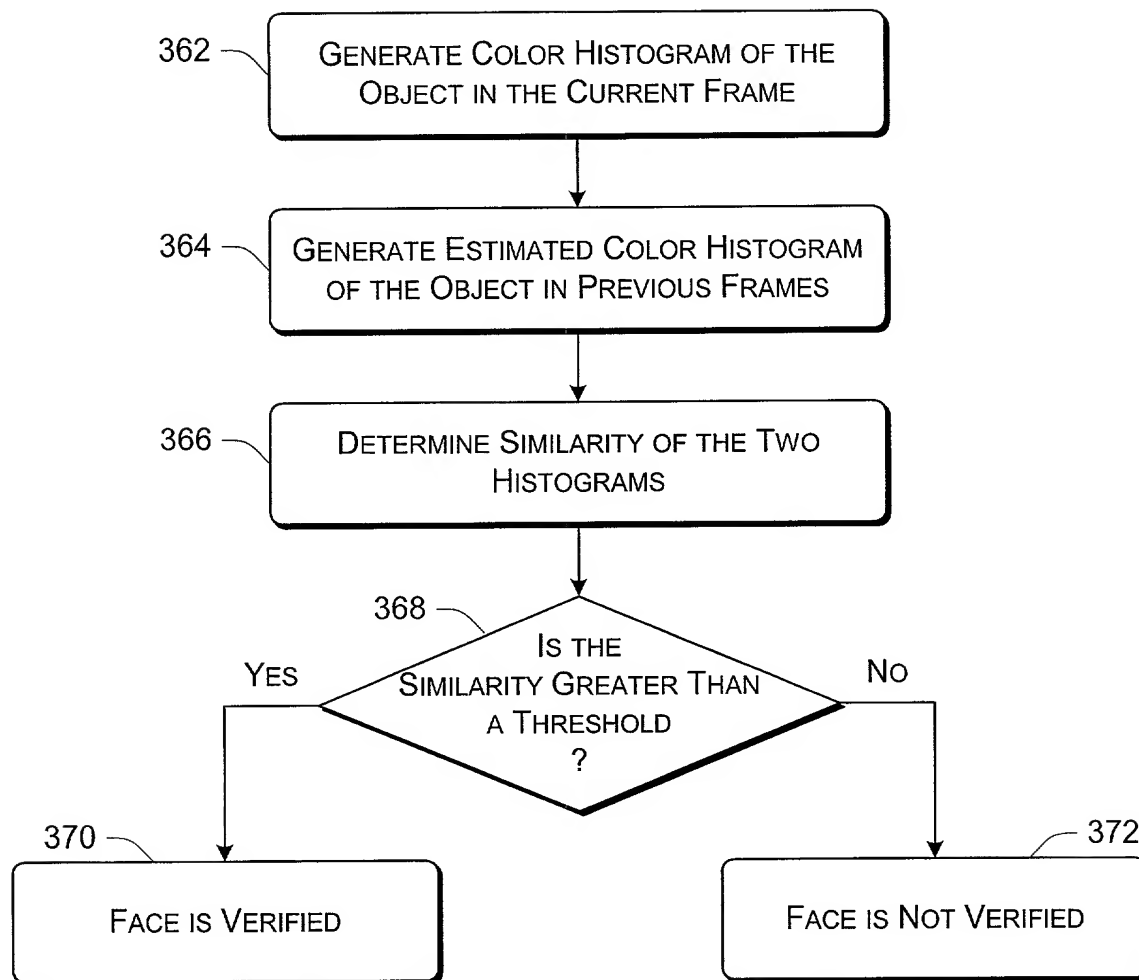 362
GENERATE COLOR HISTOGRAM OF THE
OBJECT IN THE CURRENT FRAME
364
GENERATE ESTIMATED COLOR HISTOGRAM
OF THE OBJECT IN PREVIOUS FRAMES
366
DETERMINE SIMILARITY OF THE TWO
HISTOGRAMS
368
IS THE
SIMILARITY GREATER THAN
A THRESHOLD
?
YES
NO
370
FACE IS VERIFIED
372
FACE IS NOT VERIFIED